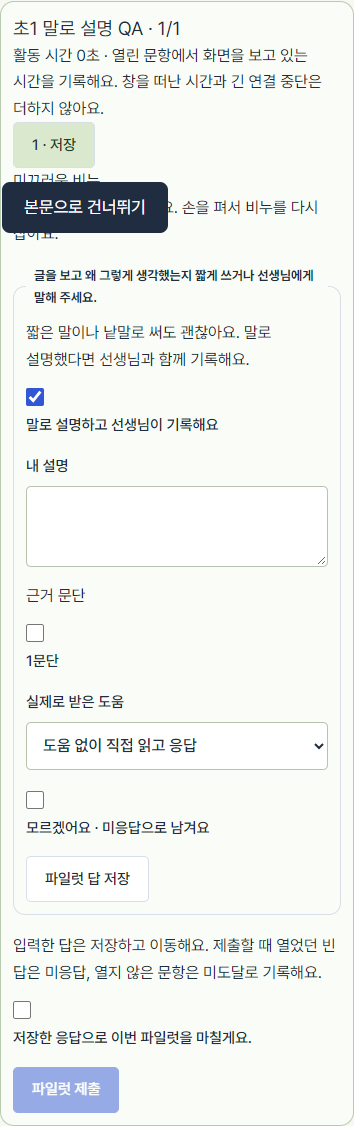 초1 말로 설명 QA · 1/1
활동 시간 0초 · 열린 문항에서 화면을 보고 있는
시간을 기록해요. 창을 떠난 시간과 긴 연결 중단은
더하지 않아요.
1 · 저장
미끄러운 비누
본문으로 건너뛰기
요. 손을 펴서 비누를 다시
잡아요.
글을 보고 왜 그렇게 생각했는지 짧게 쓰거나 선생님에게
말해 주세요.
짧은 말이나 낱말로 써도 괜찮아요. 말로
설명했다면 선생님과 함께 기록해요.
말로 설명하고 선생님이 기록해요
내 설명
근거 문단
1문단
실제로 받은 도움
도움 없이 직접 읽고 응답
모르겠어요 · 미응답으로 남겨요
파일럿 답 저장
입력한 답은 저장하고 이동해요. 제출할 때 열었던 빈
답은 미응답, 열지 않은 문항은 미도달로 기록해요.
저장한 응답으로 이번 파일럿을 마칠게요.
파일럿 제출